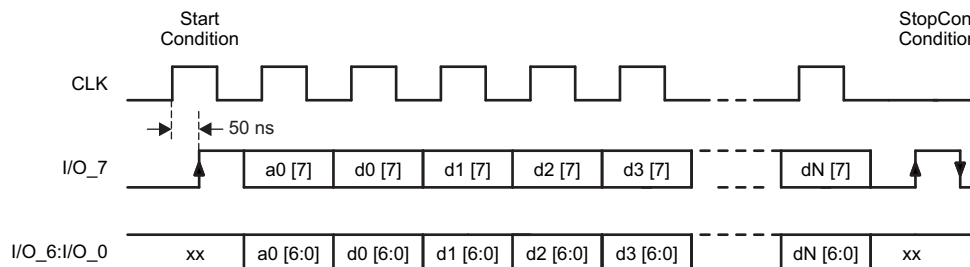 Start
Condition
StopCon
Condition
CLK
50 ns
I/O_7
a0 [7]
d0 [7]
d1 [7]
d2 [7]
d3 [7]
dN [7]
I/O_6:I/O_0
xx
a0 [6:0]
d0 [6:0]
d1 [6:0]
d2 [6:0]
d3 [6:0]
dN [6:0]
xx